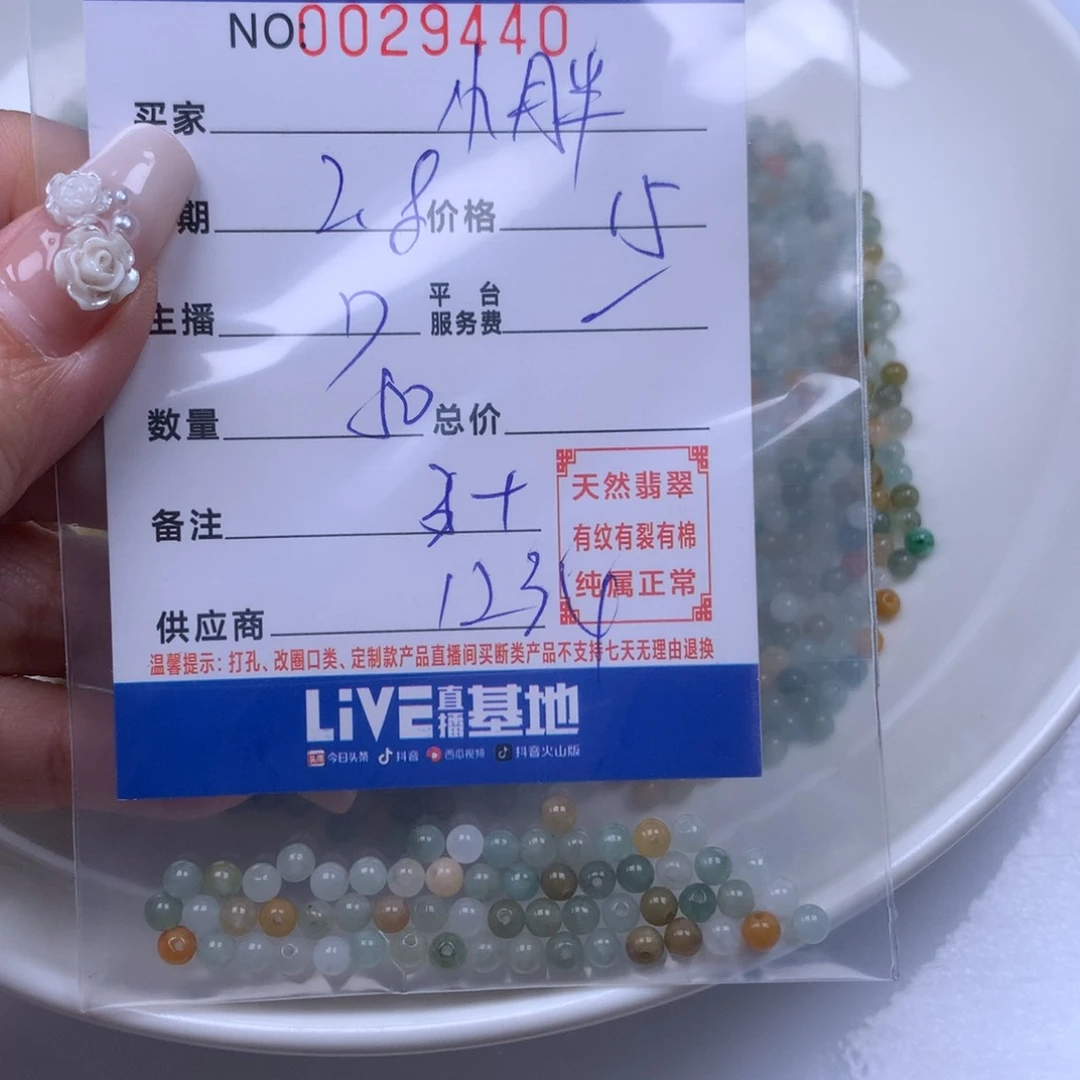 NO:0029440
买家 小胖
期 2.8 价格 15
主播 7 平台服务费 /
数量 50 总价
备注 十
供应商 1234
天然翡翠
有纹有裂有棉
纯属正常
温馨提示：打孔、改圈口类、定制款产品直播间买断类产品不支持七天无理由退换
LiVE直播基地
头条 今日头条 抖音 西瓜视频 抖音火山版